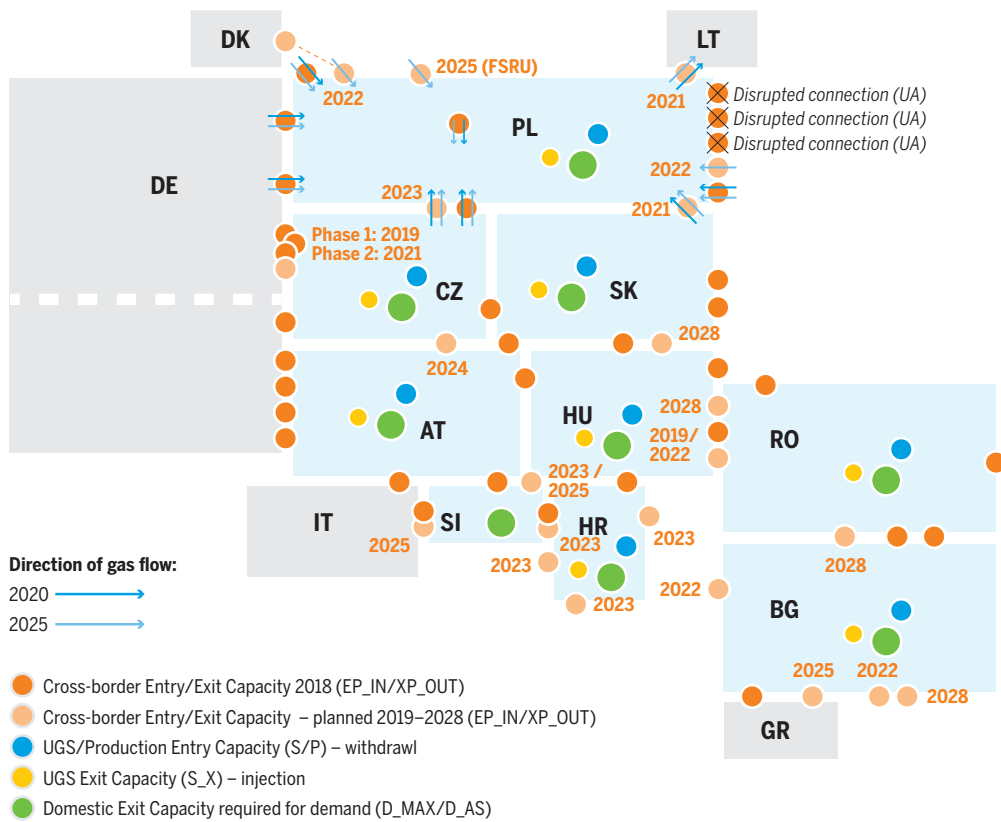 DK
LT
2025 (FSRU)
2022
2021
Disrupted connection (UA)
Disrupted connection (UA)
Disrupted connection (UA)
PL
DE
2022
2023
2021
Phase 1: 2019
Phase 2: 2021
CZ
SK
2028
2024
HU
2028
AT
2019/
2022
RO
2023 /
2025
IT
SI
HR
2025
2023
2023
2023
2028
Direction of gas flow:
2020
2025
2023
2022
BG
2025
2022
2028
GR
Cross-border Entry/Exit Capacity 2018 (EP_IN/XP_OUT)
Cross-border Entry/Exit Capacity – planned 2019–2028 (EP_IN/XP_OUT)
UGS/Production Entry Capacity (S/P) – withdrawl
UGS Exit Capacity (S_X) – injection
Domestic Exit Capacity required for demand (D_MAX/D_AS)